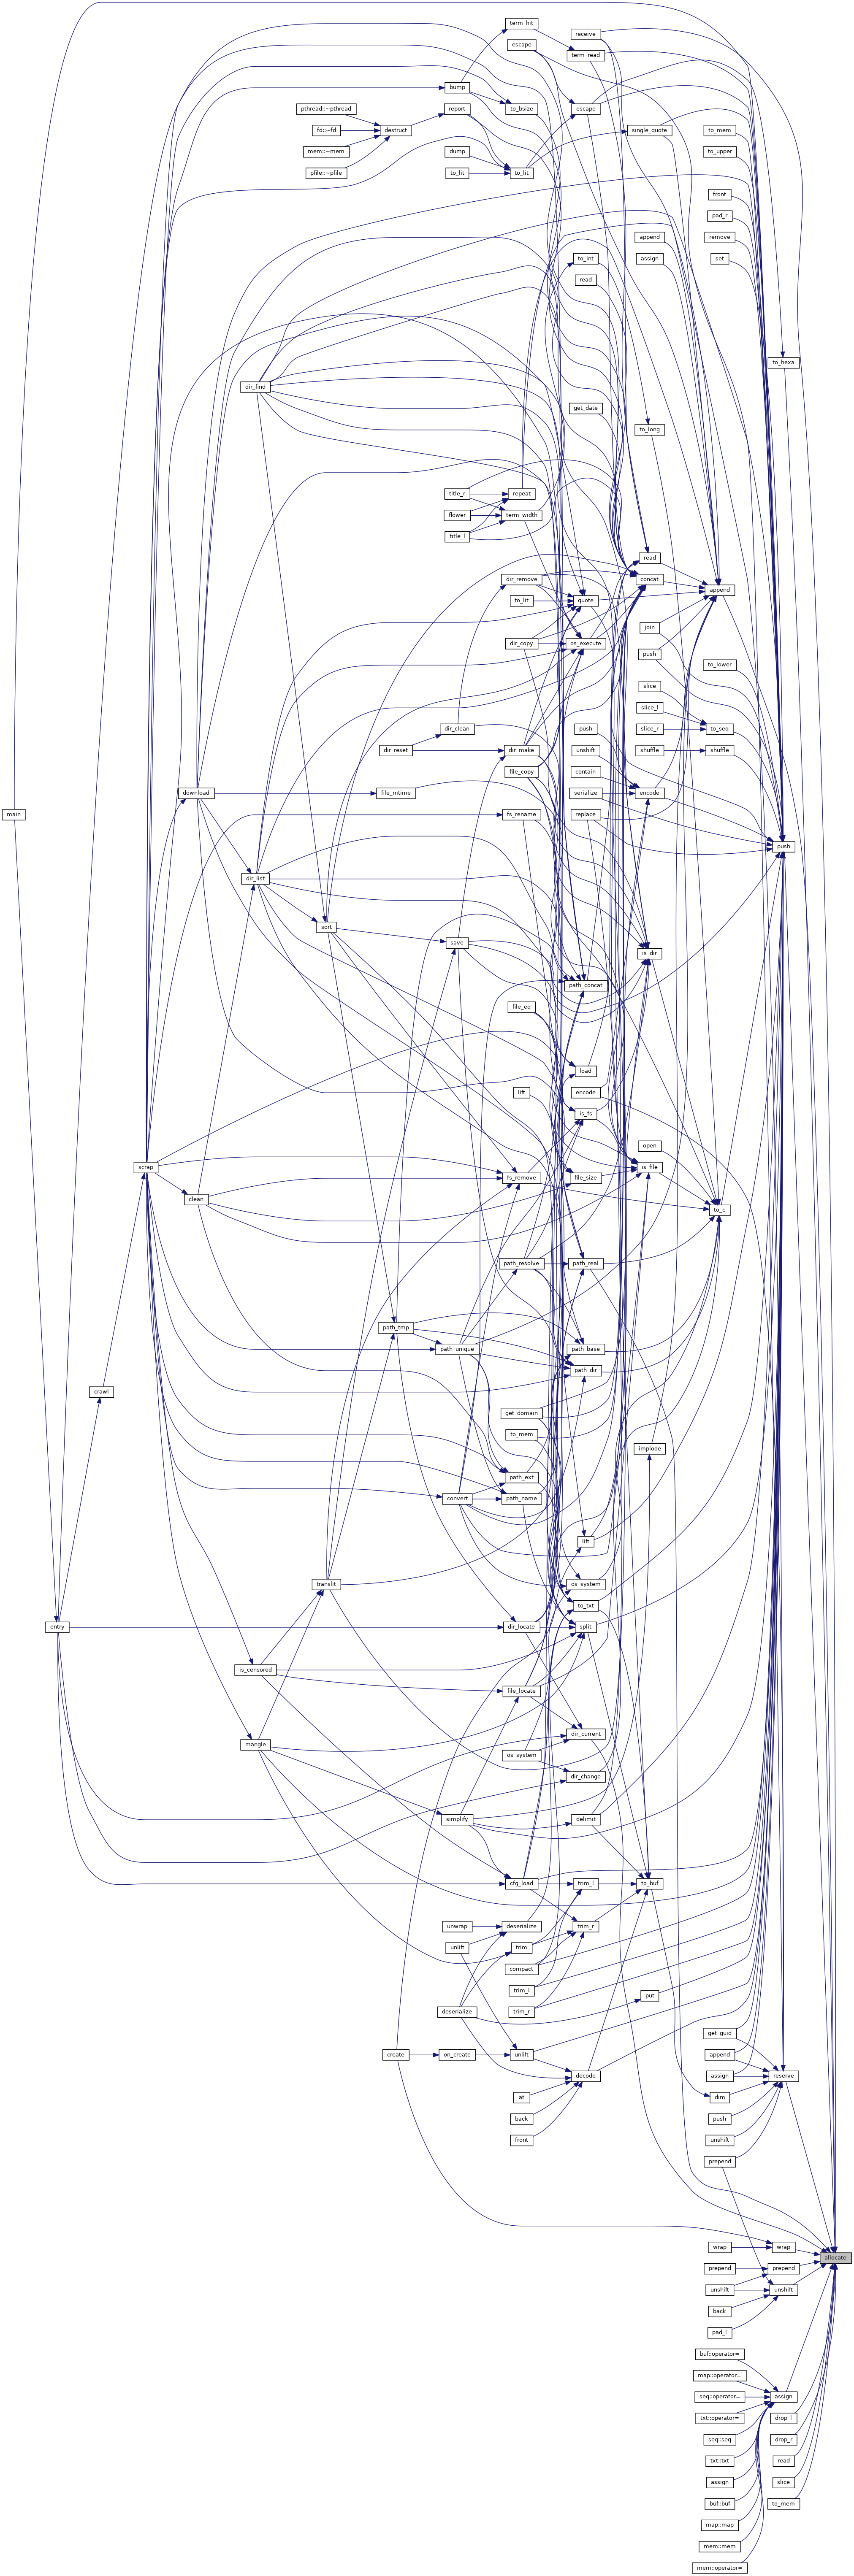 term_hit
receive
escape
term_read
bump
report
to_bsize
escape
pthread::~pthread
fd::~fd
destruct
single_quote
to_mem
mem::~mem
dump
to_upper
pfile::~pfile
to_lit
to_lit
front
pad_r
append
remove
assign
to_int
set
read
to_hexa
dir_find
get_date
to_long
title_r
repeat
flower
term_width
title_l
read
dir_remove
concat
append
to_lit
quote
join
dir_copy
os_execute
push
to_lower
slice
slice_l
to_seq
dir_clean
push
slice_r
dir_reset
dir_make
unshift
shuffle
shuffle
file_copy
contain
download
file_mtime
serialize
encode
main
fs_rename
replace
push
dir_list
sort
save
is_dir
path_concat
file_eq
load
lift
encode
is_fs
open
scrap
is_file
fs_remove
file_size
clean
to_c
path_resolve
path_real
path_tmp
path_unique
path_base
path_dir
crawl
get_domain
to_mem
implode
path_ext
convert
path_name
lift
translit
os_system
to_txt
entry
dir_locate
split
is_censored
file_locate
dir_current
mangle
os_system
dir_change
simplify
delimit
cfg_load
trim_l
to_buf
unwrap
deserialize
trim_r
unlift
trim
compact
trim_l
put
deserialize
trim_r
get_guid
create
on_create
unlift
append
decode
assign
reserve
at
dim
back
push
front
unshift
prepend
wrap
wrap
allocate
prepend
prepend
unshift
unshift
back
pad_l
buf::operator=
map::operator=
seq::operator=
assign
txt::operator=
drop_l
seq::seq
drop_r
txt::txt
read
assign
slice
buf::buf
to_mem
map::map
mem::mem
mem::operator=